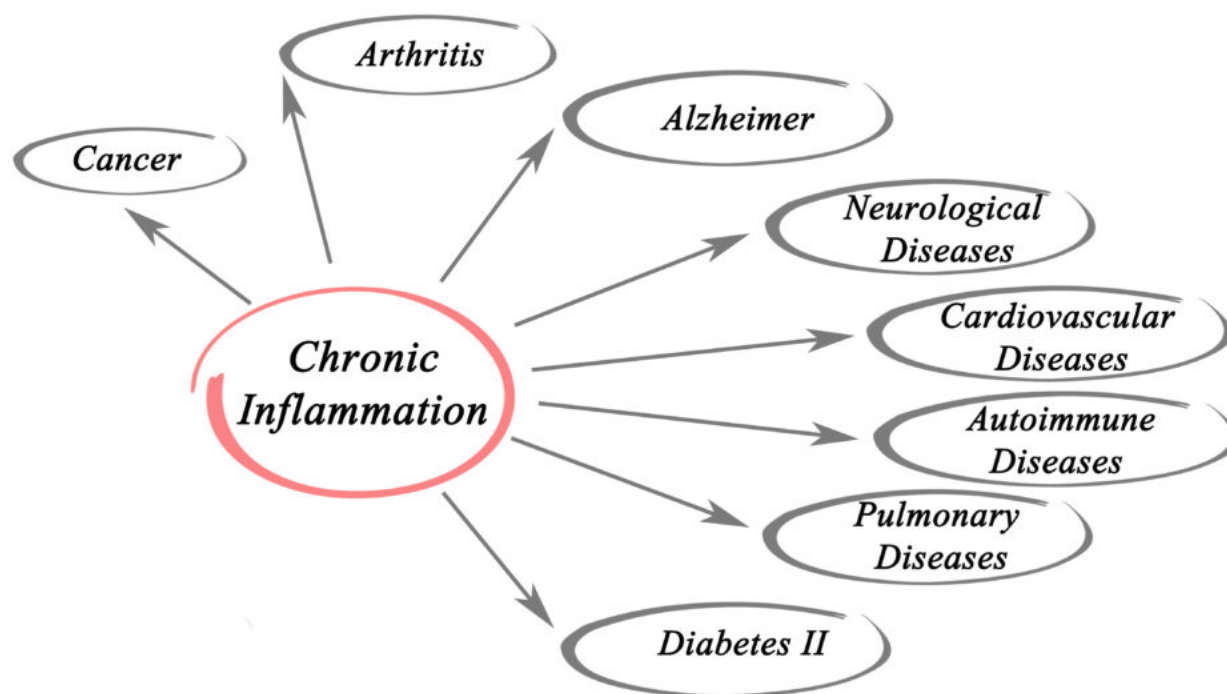 Arthritis
Alzheimer
Cancer
Neurological
Diseases
Cardiovascular
Diseases
Chronic
Inflammation
Autoimmune
Diseases
Pulmonary
Diseases
Diabetes II